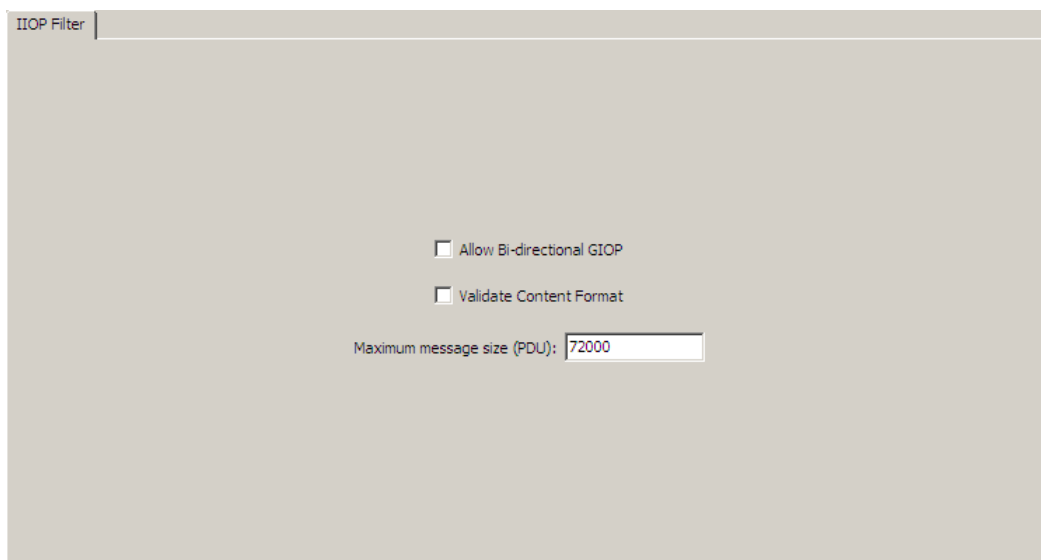 IIOP Filter
Allow Bi-directional GIOP
Validate Content Format
Maximum message size (PDU): 72000